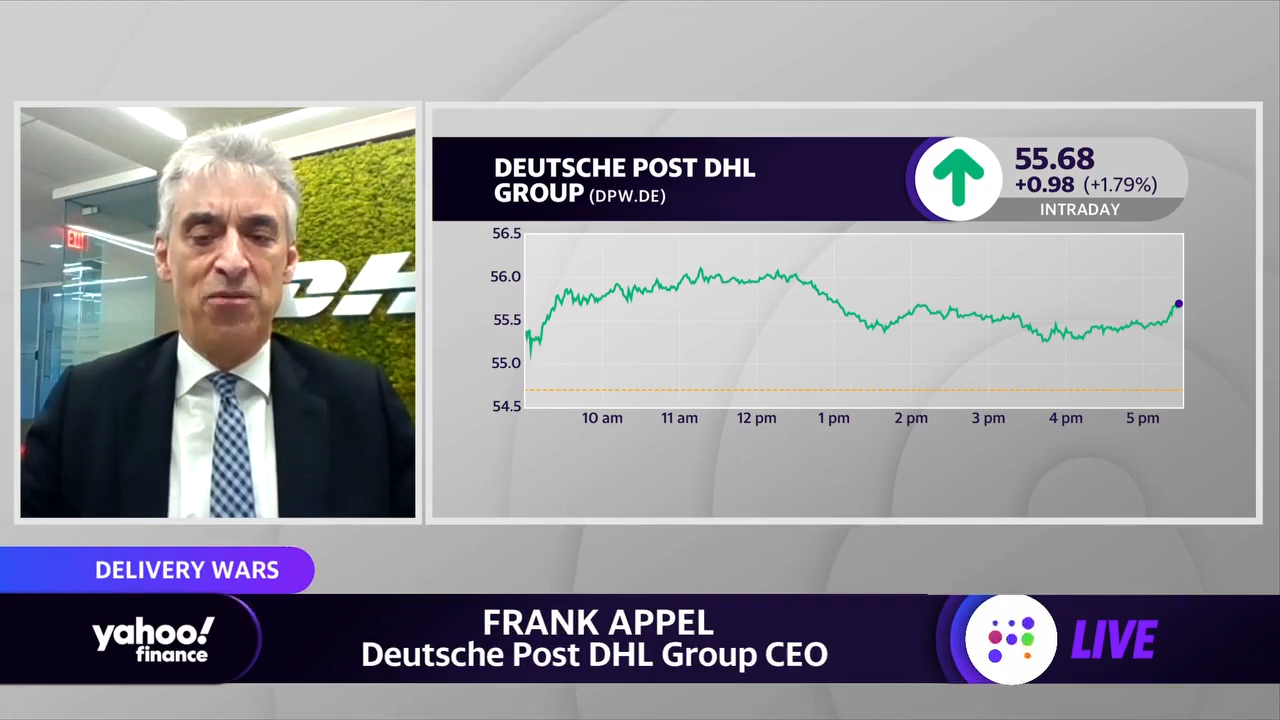 EXIT
DH
DEUTSCHE POST DHL
GROUP (DPW.DE)
55.68
+0.98 (+1.79%)
INTRADAY
56.5
56.0
55.5
55.0
54.5
10 am 11 am 12 pm 1 pm 2 pm 3 pm 4 pm 5 pm
DELIVERY WARS
yahoo!
finance
FRANK APPEL
Deutsche Post DHL Group CEO
LIVE